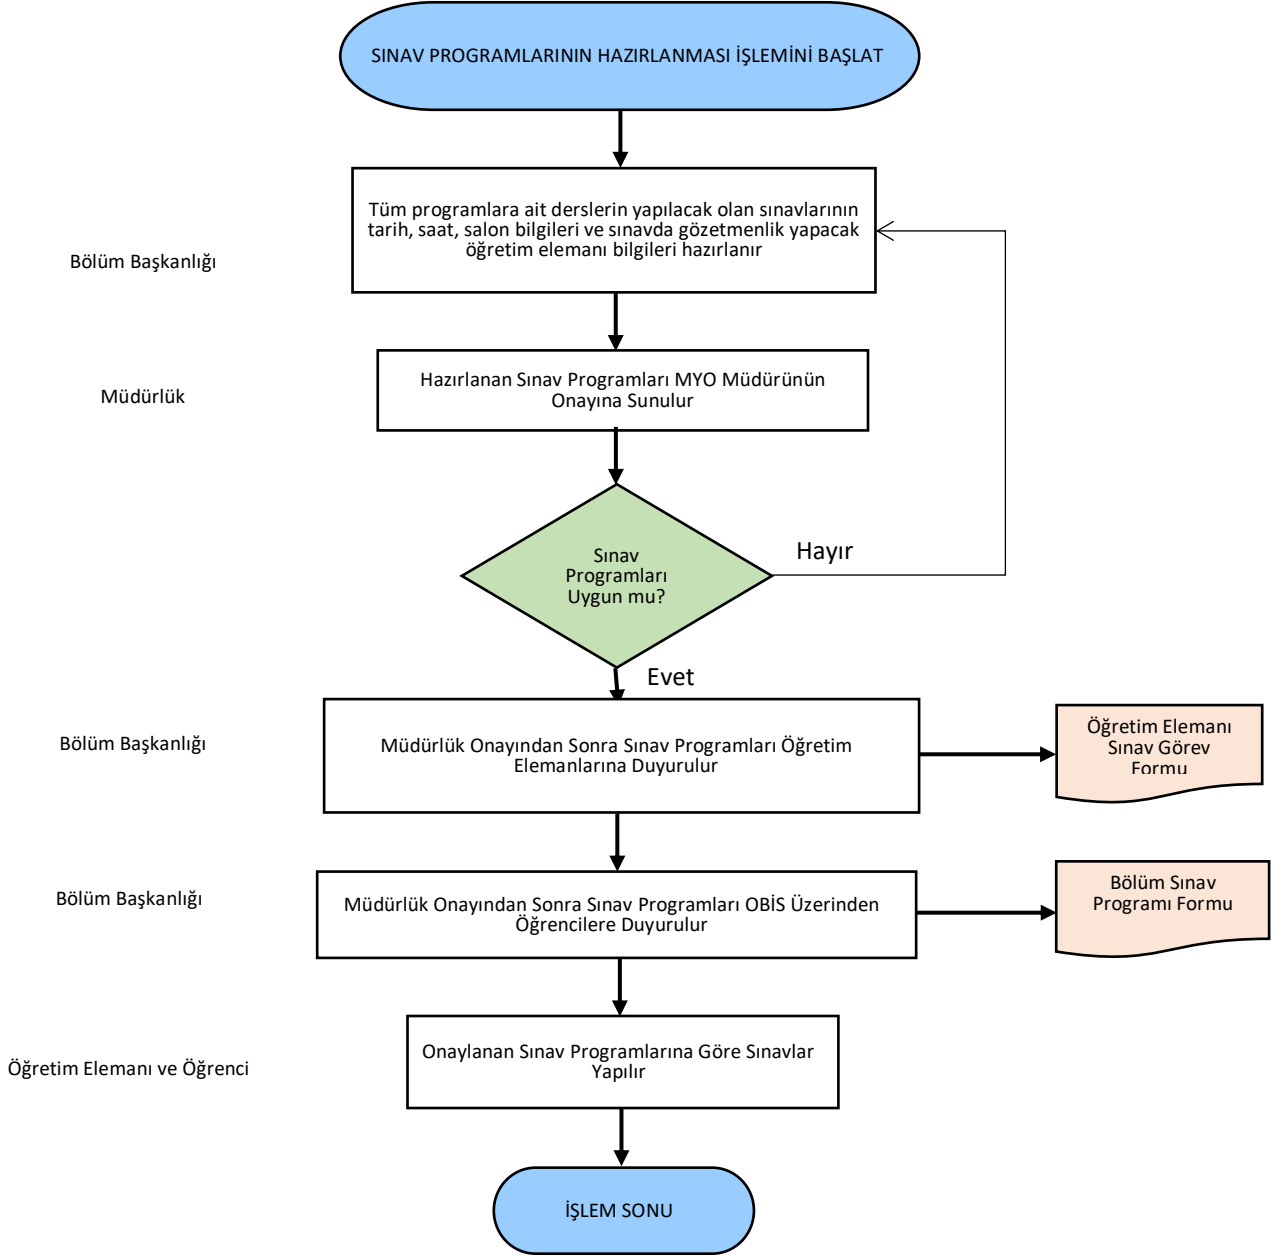 SINAV PROGRAMLARININ HAZIRLANMASI İŞLEMİNİ BAŞLAT
Tüm programlara ait derslerin yapılacak olan sınavlarının
tarih, saat, salon bilgileri ve sınavda gözetmenlik yapacak
öğretim elemanı bilgileri hazırlanır
Bölüm Başkanlığı
Hazırlanan Sınav Programları MYO Müdürünün
Onayına Sunulur
Müdürlük
Sınav
Programları
Uygun mu?
Hayır
Evet
Bölüm Başkanlığı
Müdürlük Onayından Sonra Sınav Programları Öğretim
Elemanlarına Duyurulur
Öğretim Elemanı
Sınav Görev
Formu
Bölüm Başkanlığı
Müdürlük Onayından Sonra Sınav Programları OBİS Üzerinden
Öğrencilere Duyurulur
Bölüm Sınav
Programı Formu
Öğretim Elemanı ve Öğrenci
Onaylanan Sınav Programlarına Göre Sınavlar
Yapılır
İŞLEM SONU